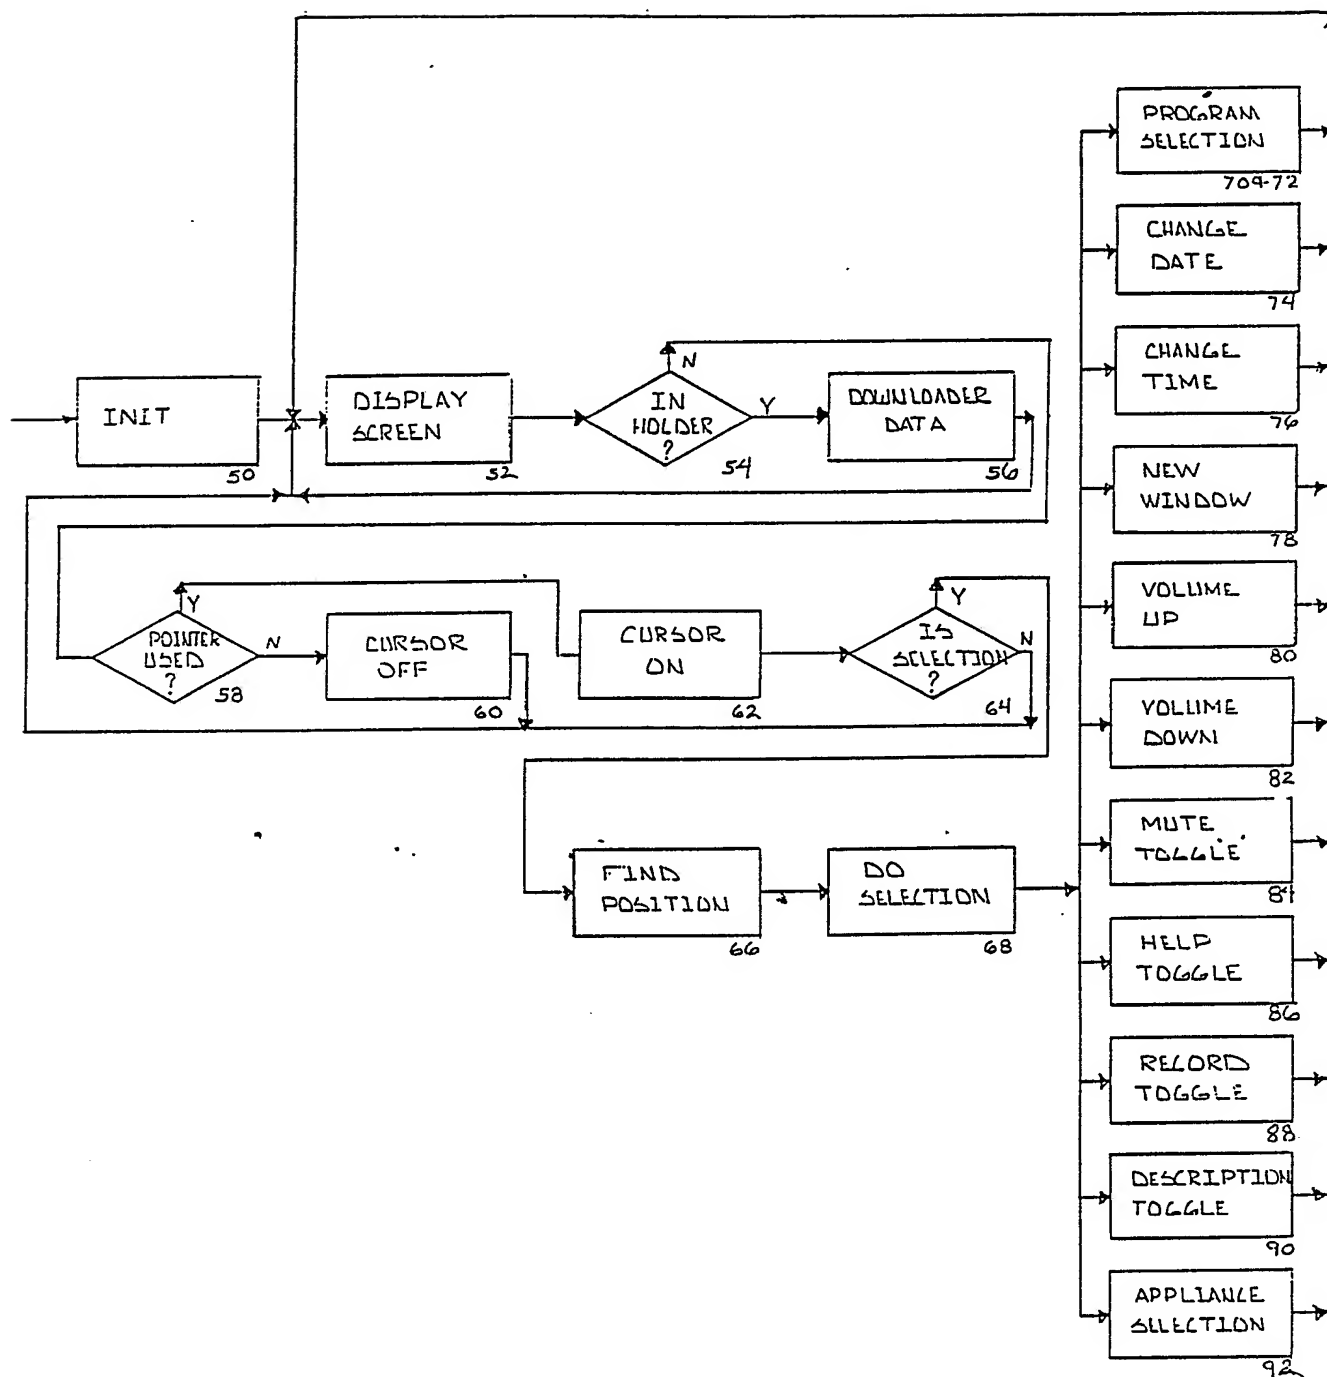 PROGRAM
SELECTION
709-72
CHANGE
DATE
74
CHANGE
TIME
76
INIT
50
DISPLAY
SCREEN
52
IN
HOLDER
?
54
N
Y
DOWNLOADER
DATA
56
NEW
WINDOW
78
POINTER
USED
?
58
Y
N
CURSOR
OFF
60
CURSOR
ON
62
IS
SELECTION
?
64
Y
N
VOLUME
UP
80
VOLUME
DOWN
82
FIND
POSITION
66
DO
SELECTION
68
MUTE
TOGGLE
84
HELP
TOGGLE
86
RECORD
TOGGLE
88
DESCRIPTION
TOGGLE
90
APPLIANCE
SELECTION
92